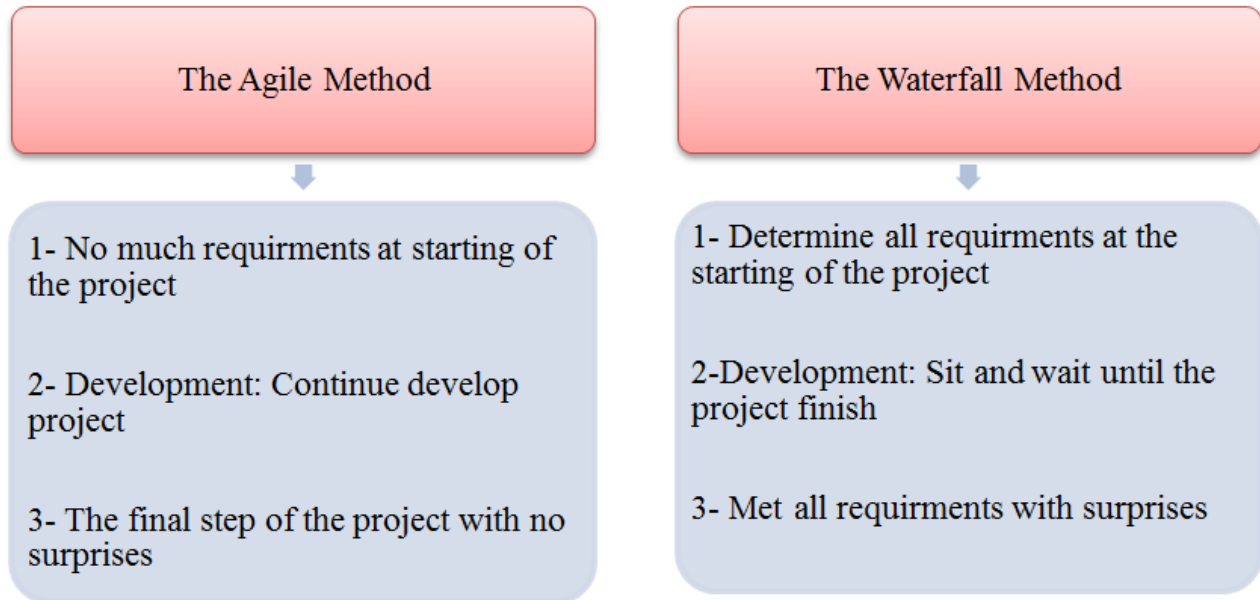 The Agile Method
1- No much requirments at starting of
the project
2- Development: Continue develop
project
3- The final step of the project with no
surprises
The Waterfall Method
1- Determine all requirments at the
starting of the project
2-Development: Sit and wait until the
project finish
3- Met all requirments with surprises